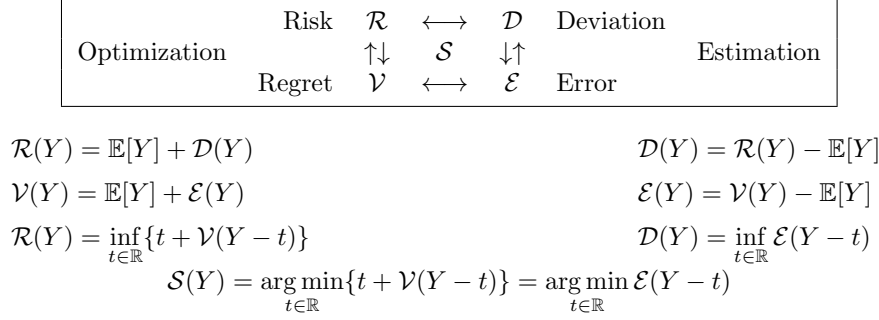 Risk ℛ ⟷ 𝒟 Deviation
Optimization ↑↓ 𝒮 ↓↑ Estimation
Regret 𝒱 ⟷ ℰ Error
ℛ(Y) = 𝔼[Y] + 𝒟(Y) 𝒟(Y) = ℛ(Y) − 𝔼[Y]
𝒱(Y) = 𝔼[Y] + ℰ(Y) ℰ(Y) = 𝒱(Y) − 𝔼[Y]
ℛ(Y) = inf_{t∈ℝ}{t + 𝒱(Y − t)} 𝒟(Y) = inf_{t∈ℝ} ℰ(Y − t)
𝒮(Y) = arg min_{t∈ℝ}{t + 𝒱(Y − t)} = arg min_{t∈ℝ} ℰ(Y − t)